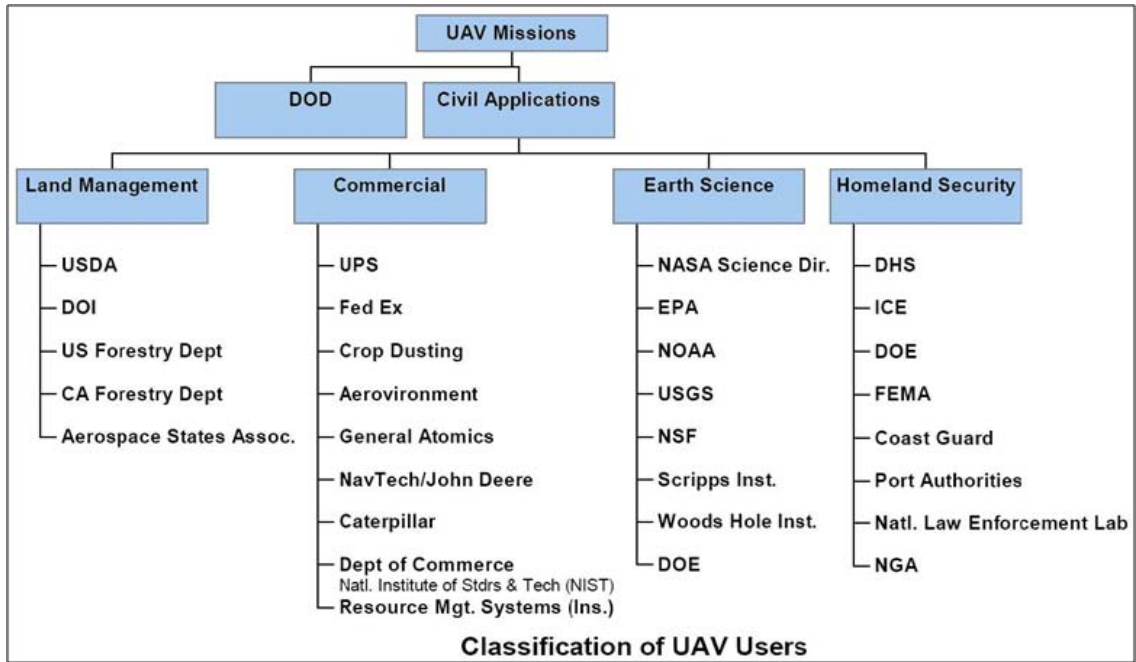 UAV Missions
DOD
Civil Applications
Land Management
Commercial
Earth Science
Homeland Security
USDA
DOI
US Forestry Dept
CA Forestry Dept
Aerospace States Assoc.
UPS
Fed Ex
Crop Dusting
Aerovironment
General Atomics
NavTech/John Deere
Caterpillar
Dept of Commerce
Natl. Institute of Stdrs & Tech (NIST)
Resource Mgt. Systems (Ins.)
NASA Science Dir.
EPA
NOAA
USGS
NSF
Scripps Inst.
Woods Hole Inst.
DOE
DHS
ICE
DOE
FEMA
Coast Guard
Port Authorities
Natl. Law Enforcement Lab
NGA
Classification of UAV Users